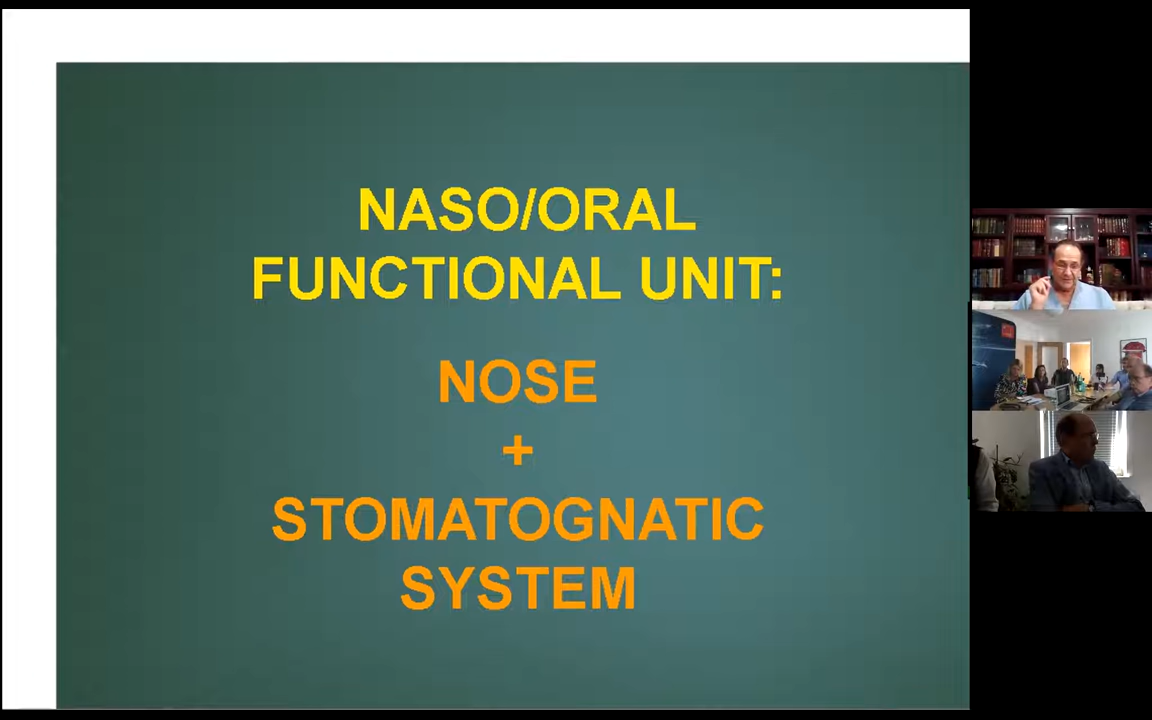 NASO/ORAL
FUNCTIONAL UNIT:
NOSE
+
STOMATOGNATIC
SYSTEM